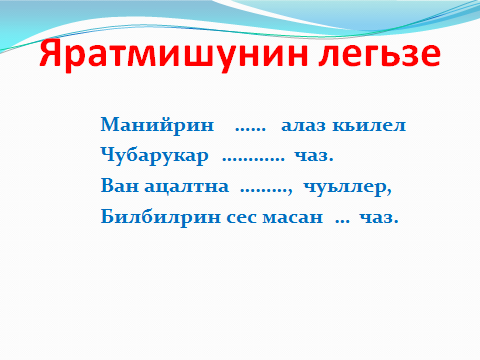 Яратмишунин легьзе
Манийрин ...... алаз кьилел
Чубарукар ............ чаз.
Ван ацалтна ........., чуьллер,
Билбилрин сес масан ... чаз.